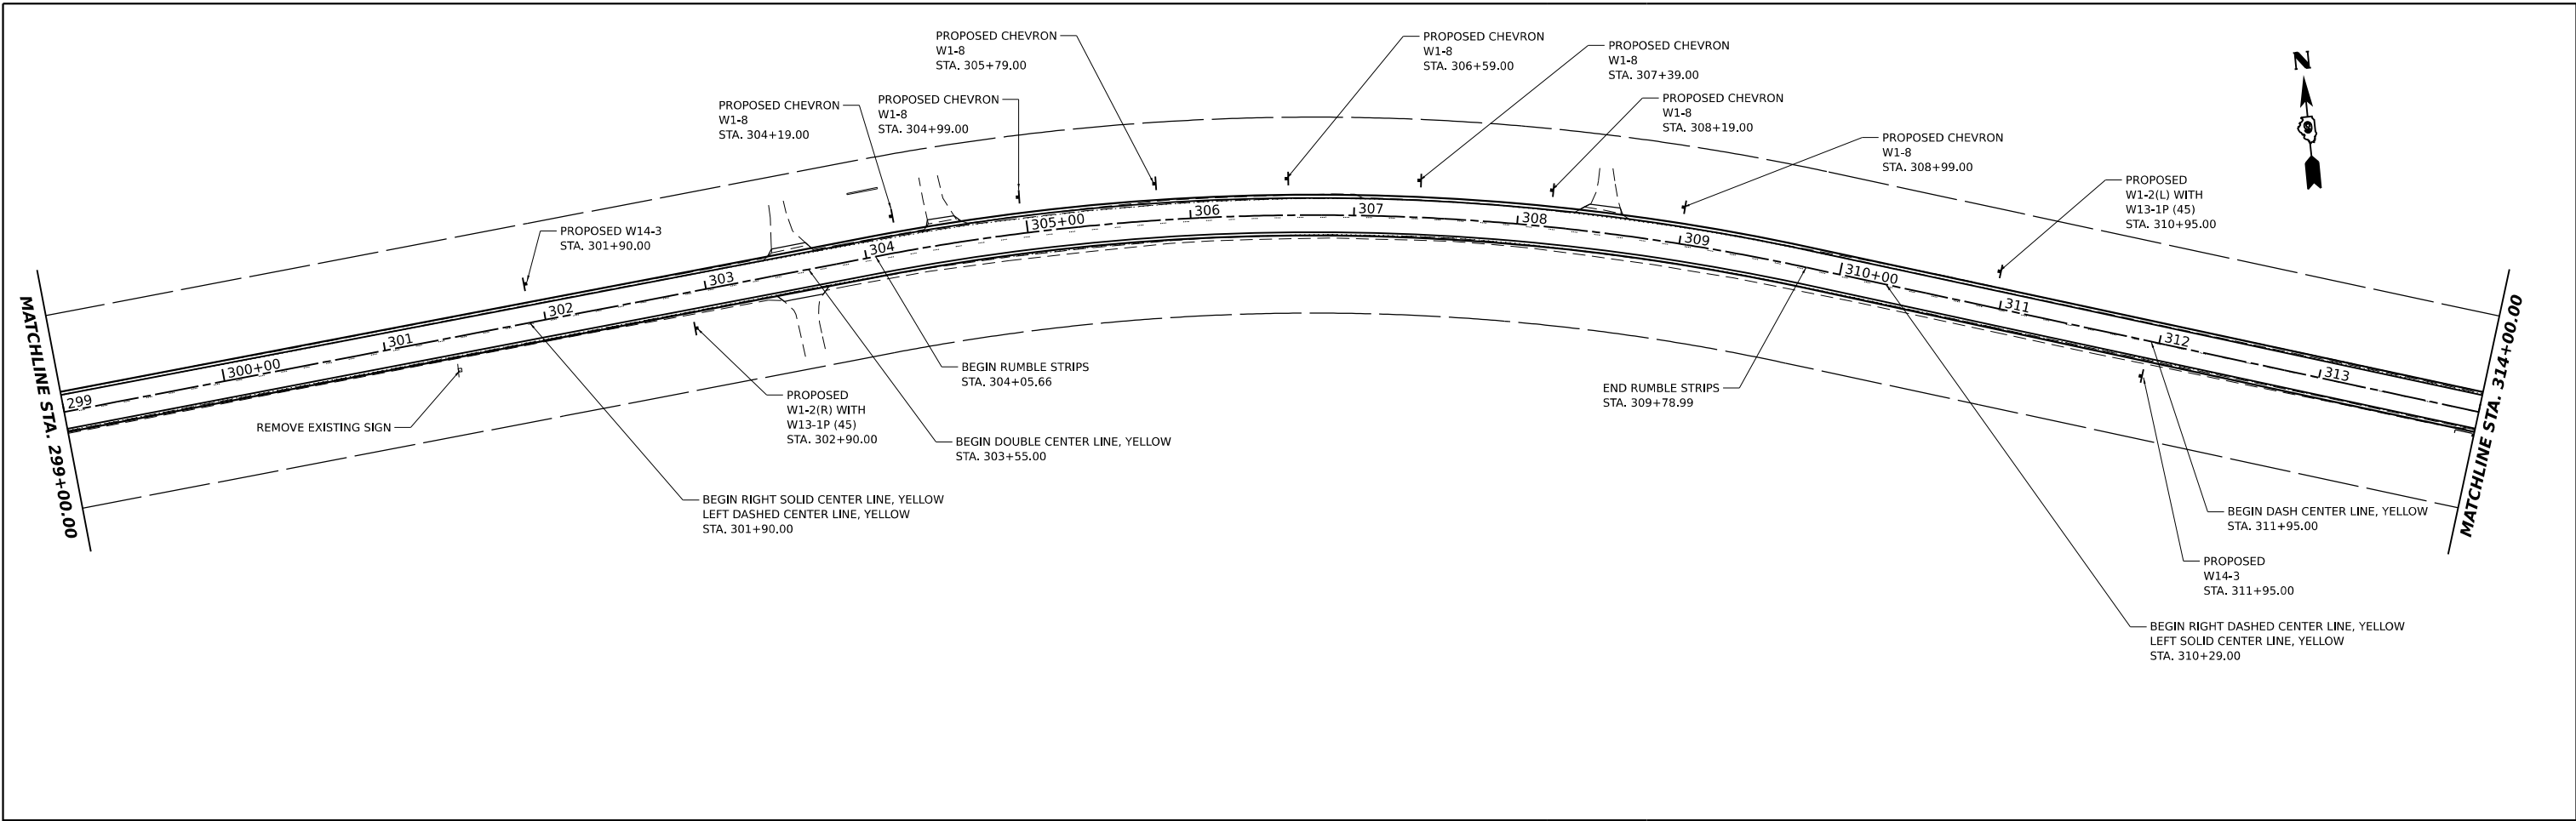 PROPOSED CHEVRON
W1-8
STA. 305+79.00
PROPOSED CHEVRON
W1-8
STA. 306+59.00
PROPOSED CHEVRON
W1-8
STA. 307+39.00
N
PROPOSED CHEVRON
W1-8
STA. 304+19.00
PROPOSED CHEVRON
W1-8
STA. 304+99.00
PROPOSED CHEVRON
W1-8
STA. 308+19.00
PROPOSED CHEVRON
W1-8
STA. 308+99.00
PROPOSED
W1-2(L) WITH
W13-1P (45)
STA. 310+95.00
PROPOSED W14-3
STA. 301+90.00
299
300+00
301
302
303
304
305+00
306
307
308
309
310+00
311
312
313
MATCHLINE STA. 299+00.00
MATCHLINE STA. 314+00.00
REMOVE EXISTING SIGN
PROPOSED
W1-2(R) WITH
W13-1P (45)
STA. 302+90.00
BEGIN RUMBLE STRIPS
STA. 304+05.66
END RUMBLE STRIPS
STA. 309+78.99
BEGIN DOUBLE CENTER LINE, YELLOW
STA. 303+55.00
BEGIN RIGHT SOLID CENTER LINE, YELLOW
LEFT DASHED CENTER LINE, YELLOW
STA. 301+90.00
BEGIN DASH CENTER LINE, YELLOW
STA. 311+95.00
PROPOSED
W14-3
STA. 311+95.00
BEGIN RIGHT DASHED CENTER LINE, YELLOW
LEFT SOLID CENTER LINE, YELLOW
STA. 310+29.00